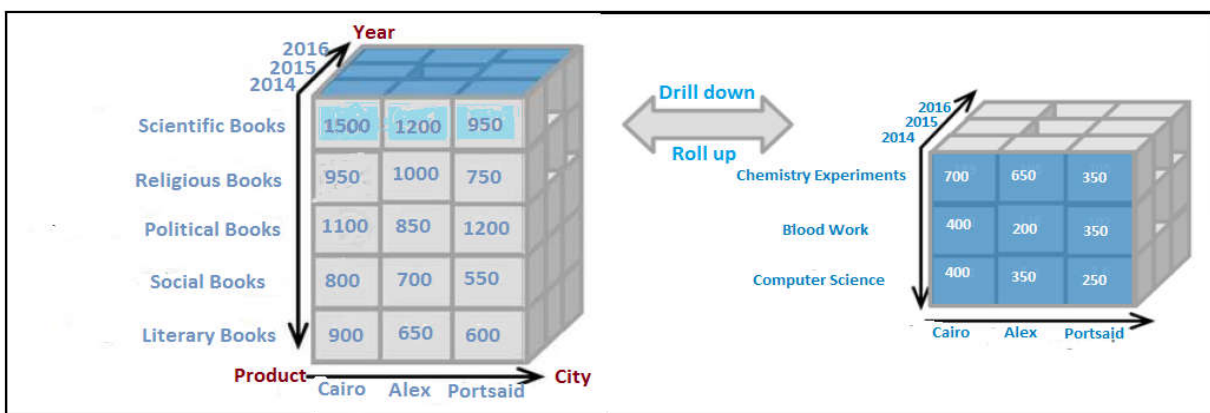 Year
2016
2015
2014
Scientific Books 1500 1200 950
Religious Books 950 1000 750
Political Books 1100 850 1200
Social Books 800 700 550
Literary Books 900 650 600
Product Cairo Alex Portsaid City
Drill down
Roll up
2016
2015
2014
Chemistry Experiments 700 650 350
Blood Work 400 200 350
Computer Science 400 350 250
Cairo Alex Portsaid